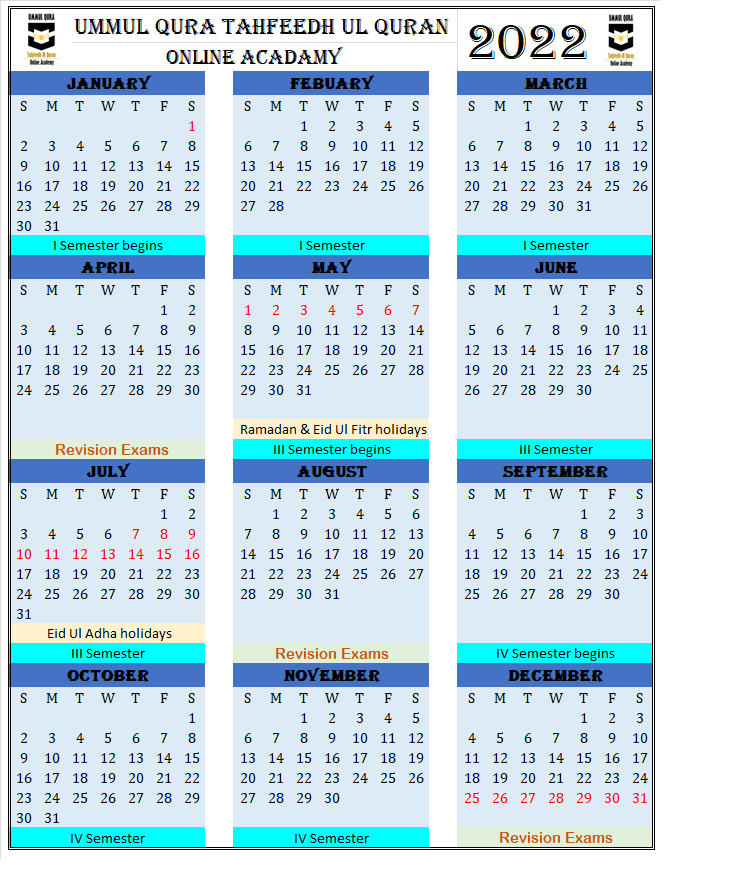 UMMUL QURA
Tahfeedh Ul Quran
Online Academy
UMMUL QURA TAHFEEDH UL QURAN
ONLINE ACADAMY
2022
UMMUL QURA
Tahfeedh Ul Quran
Online Academy
JANUARY
S M T W T F S
1
2 3 4 5 6 7 8
9 10 11 12 13 14 15
16 17 18 19 20 21 22
23 24 25 26 27 28 29
30 31
I Semester begins
FEBUARY
S M T W T F S
1 2 3 4 5
6 7 8 9 10 11 12
13 14 15 16 17 18 19
20 21 22 23 24 25 26
27 28
I Semester
MARCH
S M T W T F S
1 2 3 4 5
6 7 8 9 10 11 12
13 14 15 16 17 18 19
20 21 22 23 24 25 26
27 28 29 30 31
I Semester
APRIL
S M T W T F S
1 2
3 4 5 6 7 8 9
10 11 12 13 14 15 16
17 18 19 20 21 22 23
24 25 26 27 28 29 30
Revision Exams
MAY
S M T W T F S
1 2 3 4 5 6 7
8 9 10 11 12 13 14
15 16 17 18 19 20 21
22 23 24 25 26 27 28
29 30 31
Ramadan & Eid Ul Fitr holidays
III Semester begins
JUNE
S M T W T F S
1 2 3 4
5 6 7 8 9 10 11
12 13 14 15 16 17 18
19 20 21 22 23 24 25
26 27 28 29 30
III Semester
JULY
S M T W T F S
1 2
3 4 5 6 7 8 9
10 11 12 13 14 15 16
17 18 19 20 21 22 23
24 25 26 27 28 29 30
31
Eid Ul Adha holidays
III Semester
AUGUST
S M T W T F S
1 2 3 4 5 6
7 8 9 10 11 12 13
14 15 16 17 18 19 20
21 22 23 24 25 26 27
28 29 30 31
Revision Exams
SEPTEMBER
S M T W T F S
1 2 3
4 5 6 7 8 9 10
11 12 13 14 15 16 17
18 19 20 21 22 23 24
25 26 27 28 29 30
IV Semester begins
OCTOBER
S M T W T F S
1
2 3 4 5 6 7 8
9 10 11 12 13 14 15
16 17 18 19 20 21 22
23 24 25 26 27 28 29
30 31
IV Semester
NOVEMBER
S M T W T F S
1 2 3 4 5
6 7 8 9 10 11 12
13 14 15 16 17 18 19
20 21 22 23 24 25 26
27 28 29 30
IV Semester
DECEMBER
S M T W T F S
1 2 3
4 5 6 7 8 9 10
11 12 13 14 15 16 17
18 19 20 21 22 23 24
25 26 27 28 29 30 31
Revision Exams